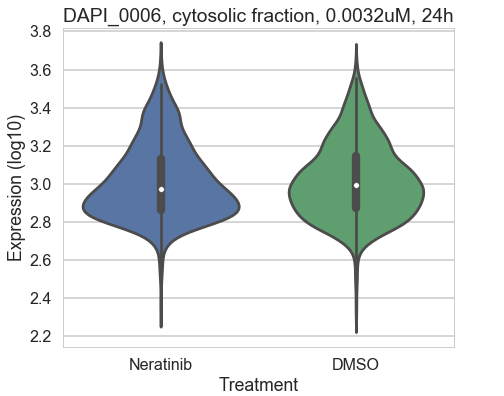 DAPI_0006, cytosolic fraction, 0.0032uM, 24h
3.8
3.6
3.4
3.2
3.0
2.8
2.6
2.4
2.2
Expression (log10)
Neratinib
DMSO
Treatment